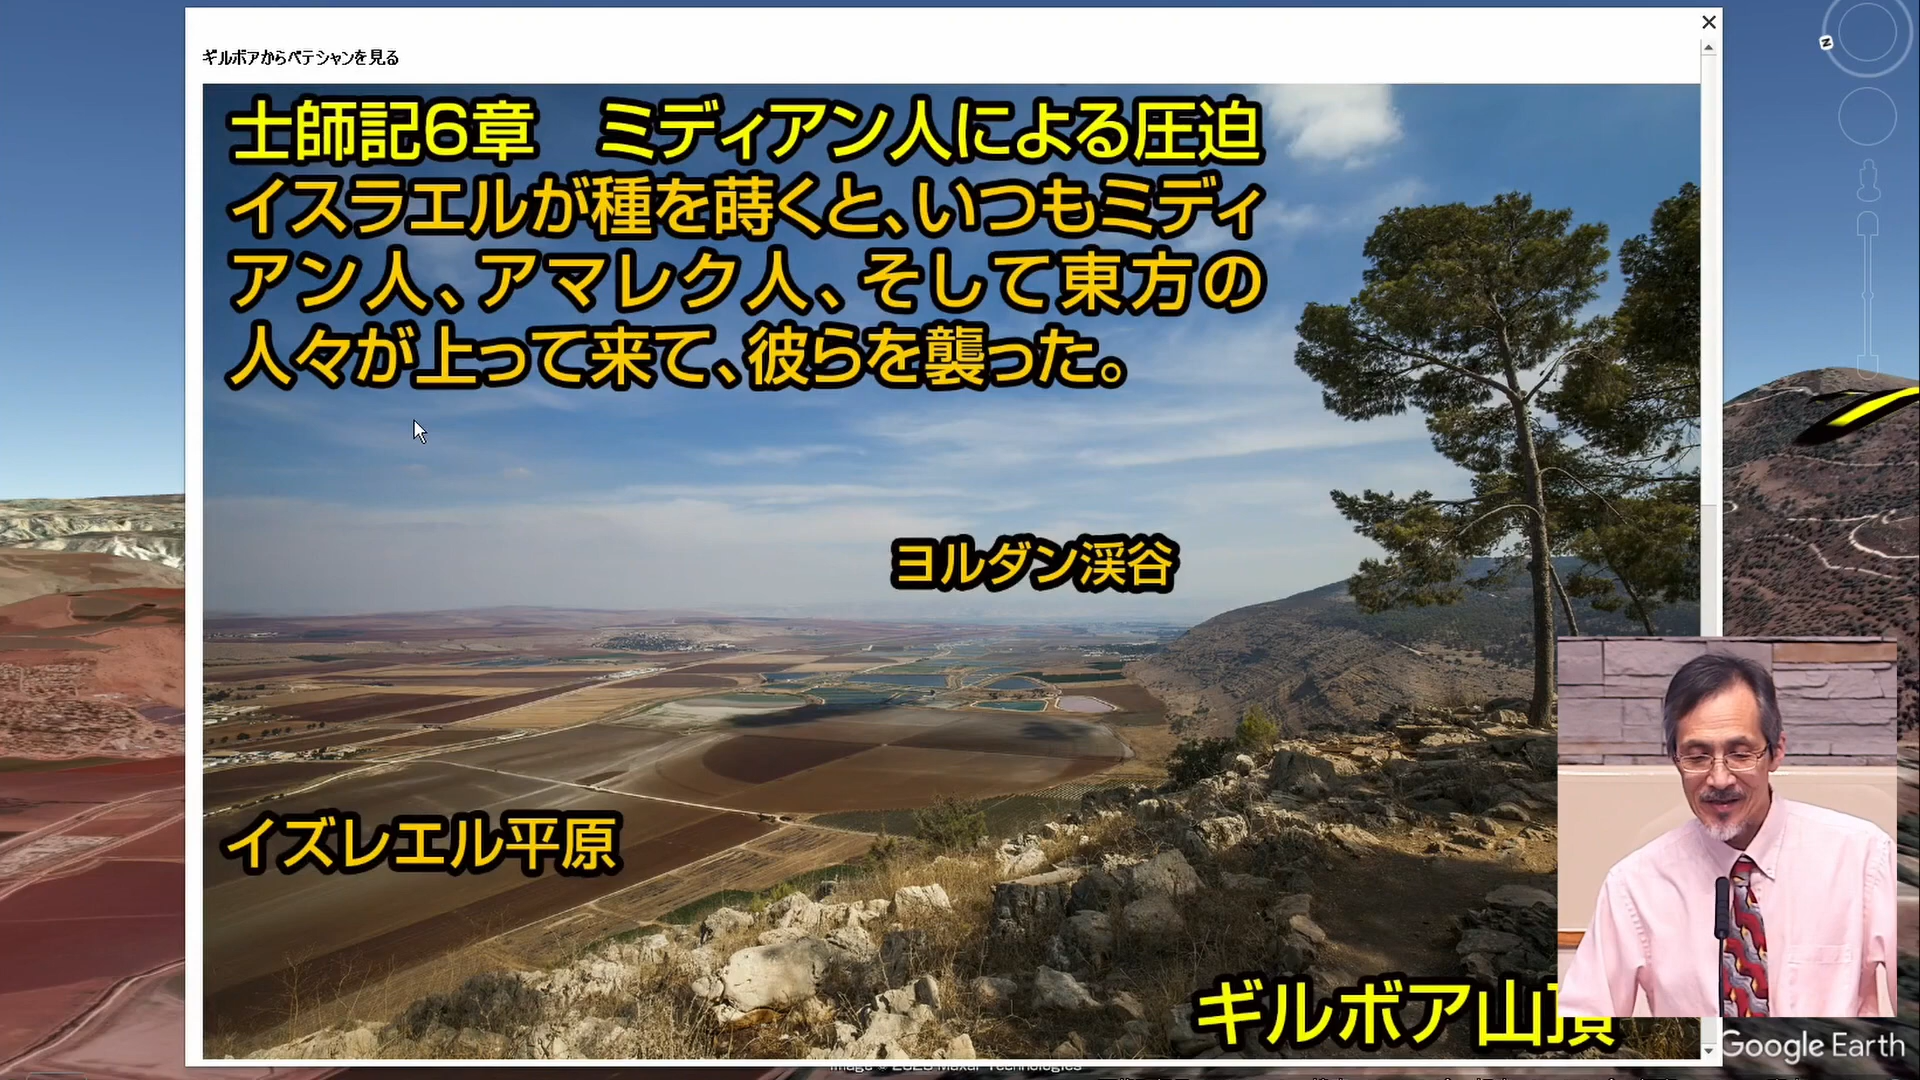 ギルボアからベテシャンを見る
士師記6章　ミディアン人による圧迫
イスラエルが種を蒔くと、いつもミディ
アン人、アマレク人、そして東方の
人々が上って来て、彼らを襲った。
ヨルダン渓谷
イズレエル平原
ギルボア山頂
Google Earth